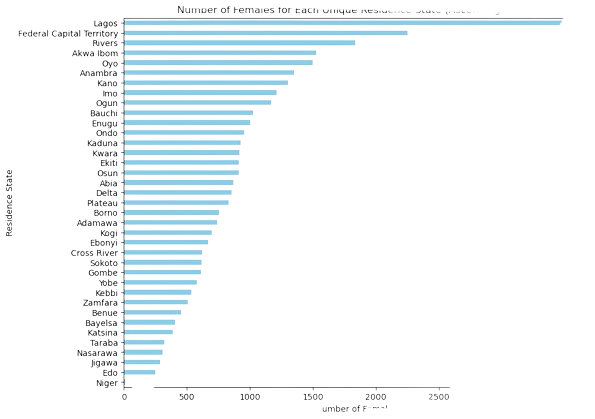 Number of Females for Each Unique Residence State
Residence State
Lagos
Federal Capital Territory
Rivers
Akwa Ibom
Oyo
Anambra
Kano
Imo
Ogun
Bauchi
Enugu
Ondo
Kaduna
Kwara
Ekiti
Osun
Abia
Delta
Plateau
Borno
Adamawa
Kogi
Ebonyi
Cross River
Sokoto
Gombe
Yobe
Kebbi
Zamfara
Benue
Bayelsa
Katsina
Taraba
Nasarawa
Jigawa
Edo
Niger
0 500 1000 1500 2000 2500
umber of